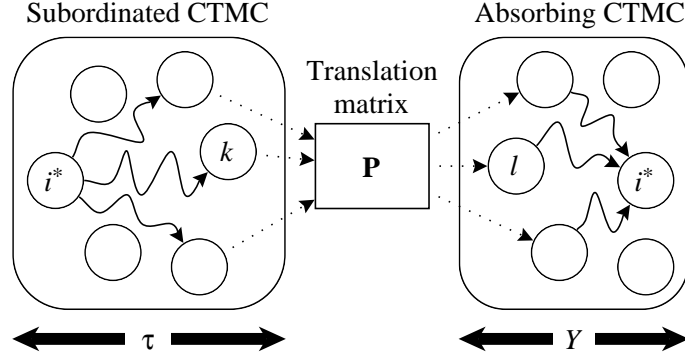 Subordinated CTMC
Absorbing CTMC
Translation
matrix
i*
k
P
l
i*
τ
Y